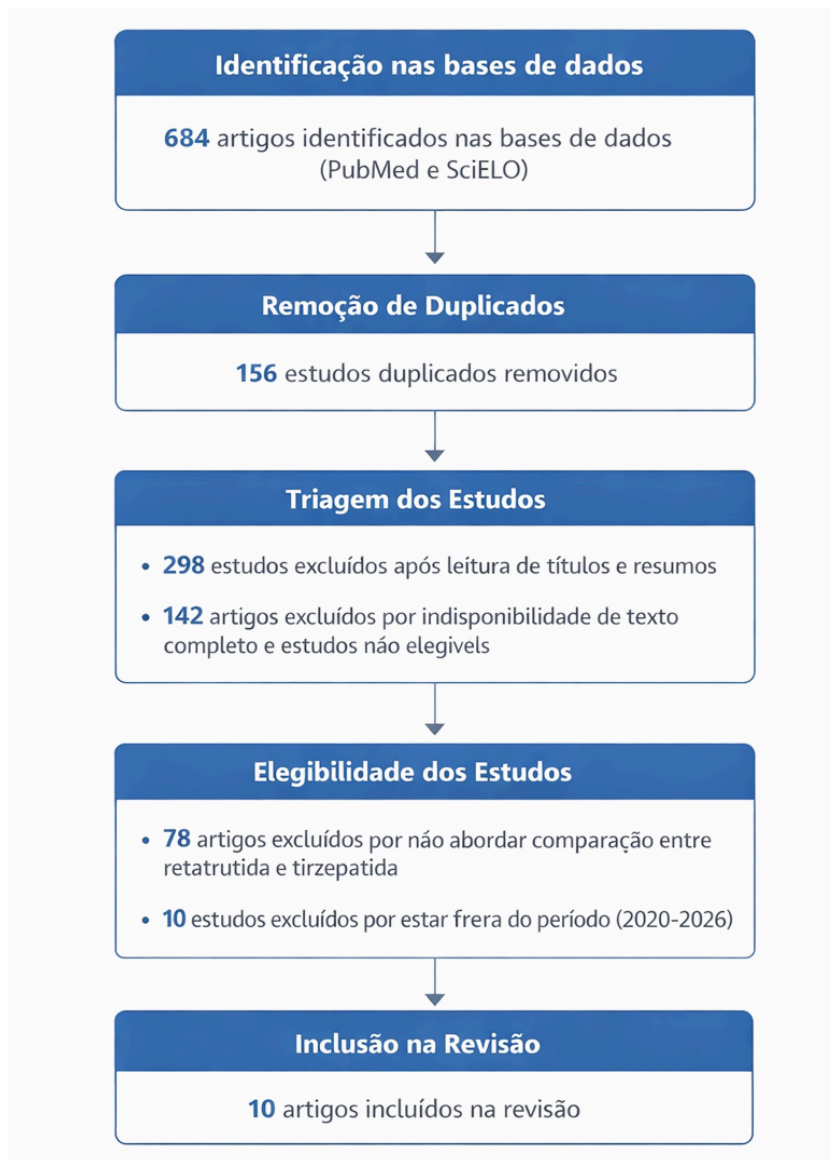 Identificação nas bases de dados
684 artigos identificados nas bases de dados
(PubMed e SciELO)
Remoção de Duplicados
156 estudos duplicados removidos
Triagem dos Estudos
• 298 estudos excluídos após leitura de títulos e resumos
• 142 artigos excluídos por indisponibilidade de texto
completo e estudos náo elegivels
Elegibilidade dos Estudos
• 78 artigos excluídos por náo abordar comparação entre
retatrutida e tirzepatida
• 10 estudos excluídos por estar frera do período (2020-2026)
Inclusão na Revisão
10 artigos incluídos na revisão